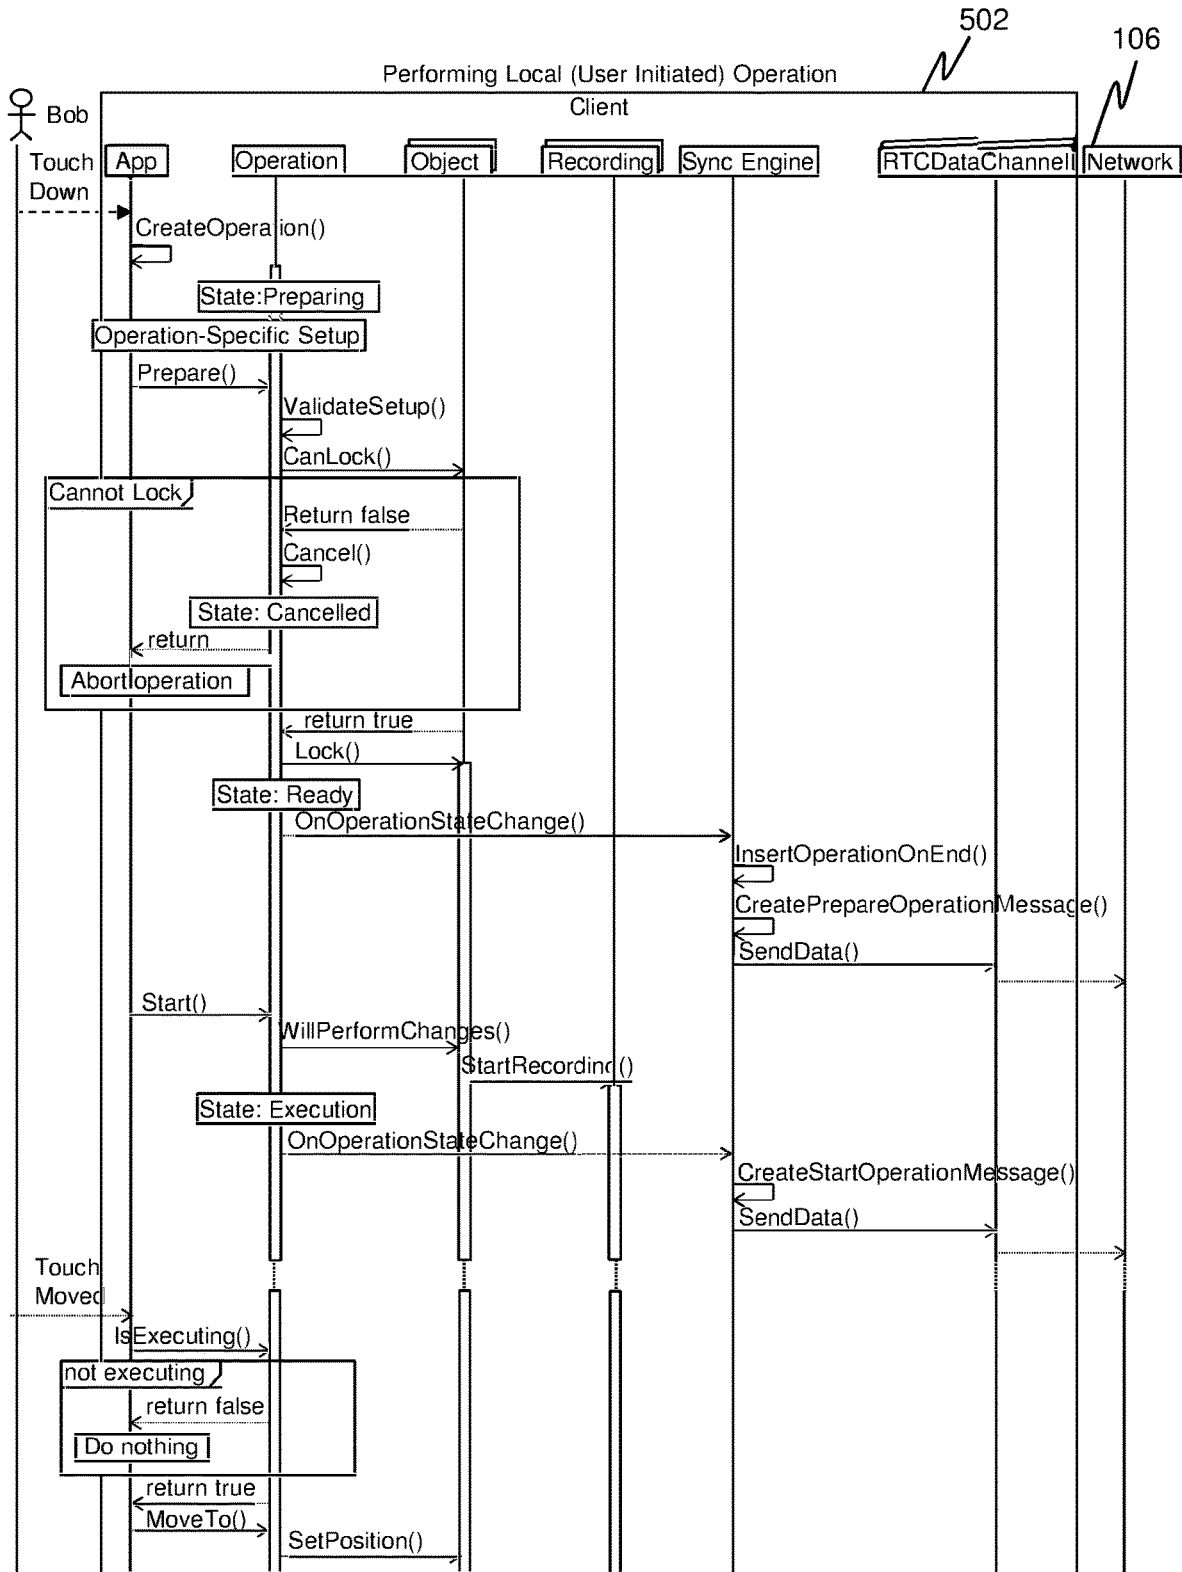 502
106
Performing Local (User Initiated) Operation
Client
Bob
Touch
Down
App
Operation
Object
Recording
Sync Engine
RTCDataChannel
Network
CreateOperation()
State:Preparing
Operation-Specific Setup
Prepare()
ValidateSetup()
CanLock()
Cannot Lock
Return false
Cancel()
State: Cancelled
return
Abort operation
return true
Lock()
State: Ready
OnOperationStateChange()
InsertOperationOnEnd()
CreatePrepareOperationMessage()
SendData()
Start()
WillPerformChanges()
StartRecording()
State: Execution
OnOperationStateChange()
CreateStartOperationMessage()
SendData()
Touch
Moved
IsExecuting()
not executing
return false
Do nothing
return true
MoveTo()
SetPosition()